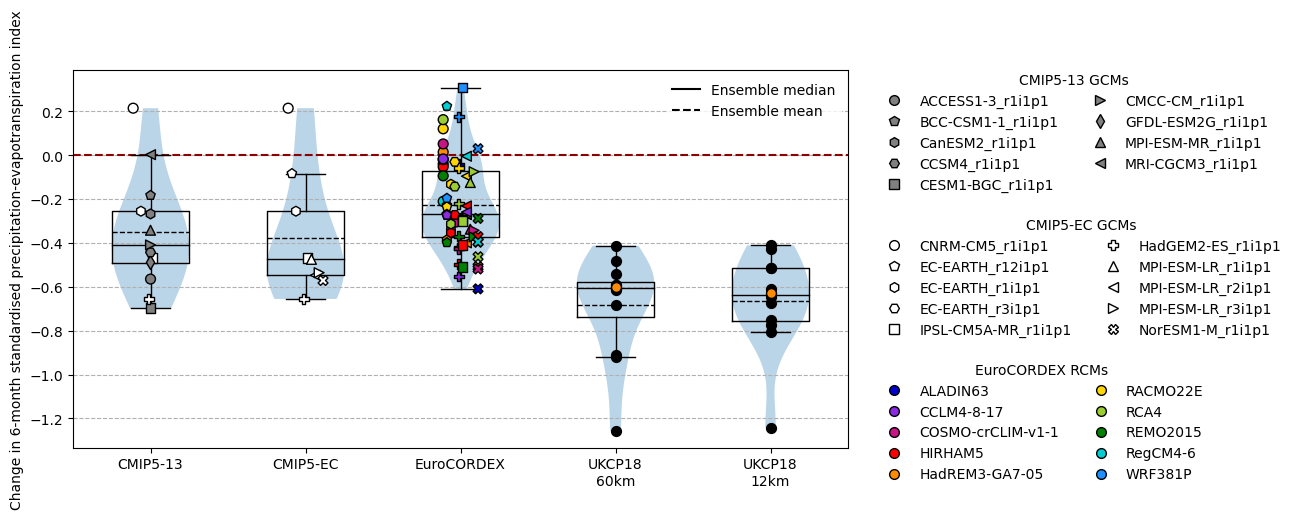 Change in 6-month standardised precipitation-evapotranspiration index
0.2
0.0
−0.2
−0.4
−0.6
−0.8
−1.0
−1.2
Ensemble median
Ensemble mean
CMIP5-13
CMIP5-EC
EuroCORDEX
UKCP18
60km
UKCP18
12km
CMIP5-13 GCMs
ACCESS1-3_r1i1p1
BCC-CSM1-1_r1i1p1
CanESM2_r1i1p1
CCSM4_r1i1p1
CESM1-BGC_r1i1p1
CMCC-CM_r1i1p1
GFDL-ESM2G_r1i1p1
MPI-ESM-MR_r1i1p1
MRI-CGCM3_r1i1p1
CMIP5-EC GCMs
CNRM-CM5_r1i1p1
EC-EARTH_r12i1p1
EC-EARTH_r1i1p1
EC-EARTH_r3i1p1
IPSL-CM5A-MR_r1i1p1
HadGEM2-ES_r1i1p1
MPI-ESM-LR_r1i1p1
MPI-ESM-LR_r2i1p1
MPI-ESM-LR_r3i1p1
NorESM1-M_r1i1p1
EuroCORDEX RCMs
ALADIN63
CCLM4-8-17
COSMO-crCLIM-v1-1
HIRHAM5
HadREM3-GA7-05
RACMO22E
RCA4
REMO2015
RegCM4-6
WRF381P